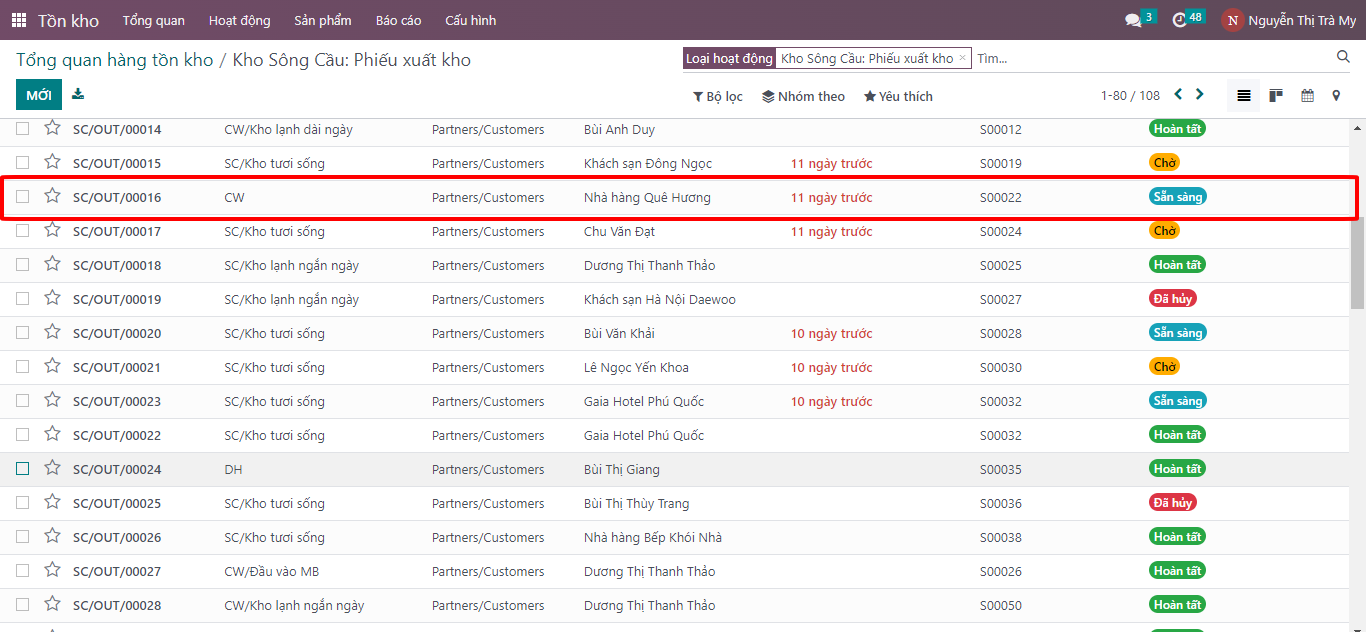 Tồn kho Tổng quan Hoạt động Sản phẩm Báo cáo Cấu hình 3 48 N Nguyễn Thị Trà My
Tổng quan hàng tồn kho / Kho Sông Cầu: Phiếu xuất kho Loại hoạt động Kho Sông Cầu: Phiếu xuất kho × Tìm...
MỚI Bộ lọc Nhóm theo Yêu thích 1-80 / 108
SC/OUT/00014 CW/Kho lạnh dài ngày Partners/Customers Bùi Anh Duy S00012 Hoàn tất
SC/OUT/00015 SC/Kho tươi sống Partners/Customers Khách sạn Đông Ngọc 11 ngày trước S00019 Chờ
SC/OUT/00016 CW Partners/Customers Nhà hàng Quê Hương 11 ngày trước S00022 Sẵn sàng
SC/OUT/00017 SC/Kho tươi sống Partners/Customers Chu Văn Đạt 11 ngày trước S00024 Chờ
SC/OUT/00018 SC/Kho lạnh ngắn ngày Partners/Customers Dương Thị Thanh Thảo S00025 Hoàn tất
SC/OUT/00019 SC/Kho lạnh ngắn ngày Partners/Customers Khách sạn Hà Nội Daewoo S00027 Đã hủy
SC/OUT/00020 SC/Kho tươi sống Partners/Customers Bùi Văn Khải 10 ngày trước S00028 Sẵn sàng
SC/OUT/00021 SC/Kho tươi sống Partners/Customers Lê Ngọc Yến Khoa 10 ngày trước S00030 Chờ
SC/OUT/00023 SC/Kho tươi sống Partners/Customers Gaia Hotel Phú Quốc 10 ngày trước S00032 Sẵn sàng
SC/OUT/00022 SC/Kho tươi sống Partners/Customers Gaia Hotel Phú Quốc S00032 Hoàn tất
SC/OUT/00024 DH Partners/Customers Bùi Thị Giang S00035 Hoàn tất
SC/OUT/00025 SC/Kho tươi sống Partners/Customers Bùi Thị Thùy Trang S00036 Đã hủy
SC/OUT/00026 SC/Kho tươi sống Partners/Customers Nhà hàng Bếp Khói Nhà S00038 Hoàn tất
SC/OUT/00027 CW/Đầu vào MB Partners/Customers Dương Thị Thanh Thảo S00026 Hoàn tất
SC/OUT/00028 CW/Kho lạnh ngắn ngày Partners/Customers Dương Thị Thanh Thảo S00050 Hoàn tất